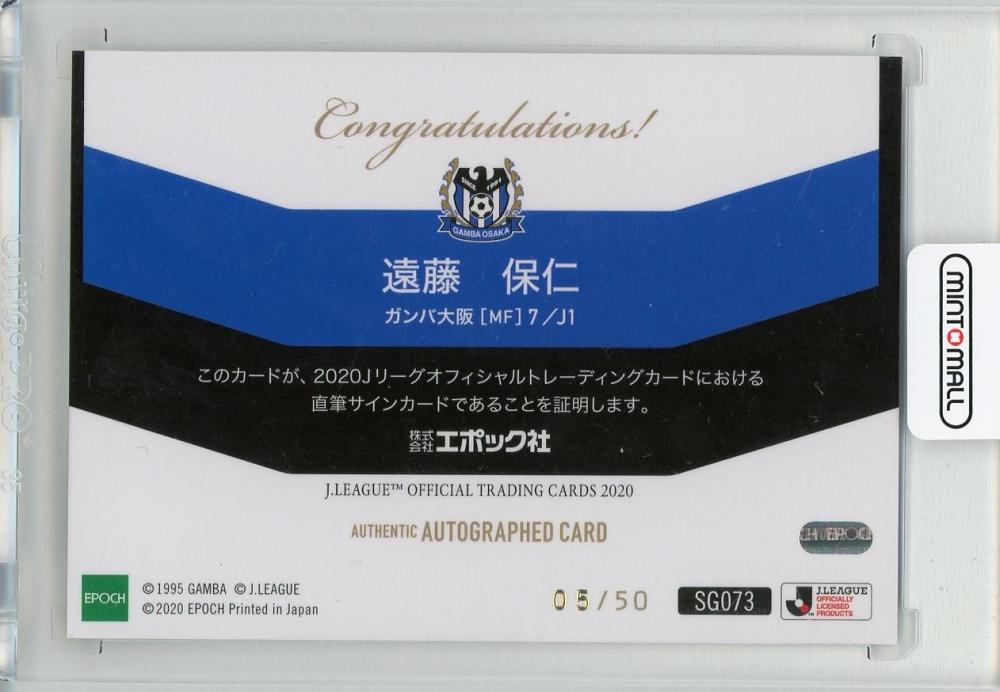 Congratulations!
SINCE 1991
GAMBA OSAKA
遠藤　保仁
ガンバ大阪 [MF] 7／J1
このカードが、2020Jリーグオフィシャルトレーディングカードにおける
直筆サインカードであることを証明します。
株式会社エポック社
J.LEAGUE™ OFFICIAL TRADING CARDS 2020
AUTHENTIC AUTOGRAPHED CARD
EPOCH
©1995 GAMBA ©J.LEAGUE
©2020 EPOCH Printed in Japan
05/50
SG073
J.LEAGUE
OFFICIALLY
LICENSED
PRODUCTS
MINT MALL